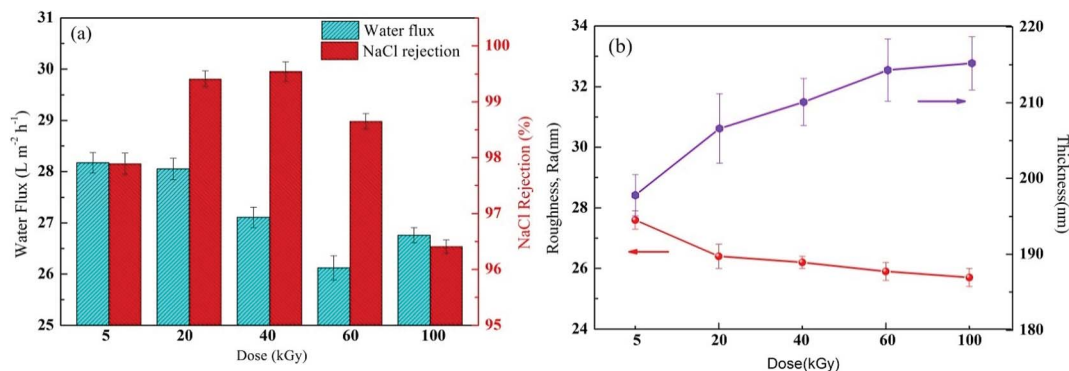 (a)
Water flux
NaCl rejection
31
30
29
28
27
26
25
Water Flux (L m⁻² h⁻¹)
100
99
98
96
96
95
NaCl Rejection (%)
5 20 40 60 100
Dose (kGy)
(b)
34
32
30
28
26
24
Roughness, Ra(nm)
220
210
200
190
180
Thickness(nm)
5 20 40 60 100
Dose(kGy)